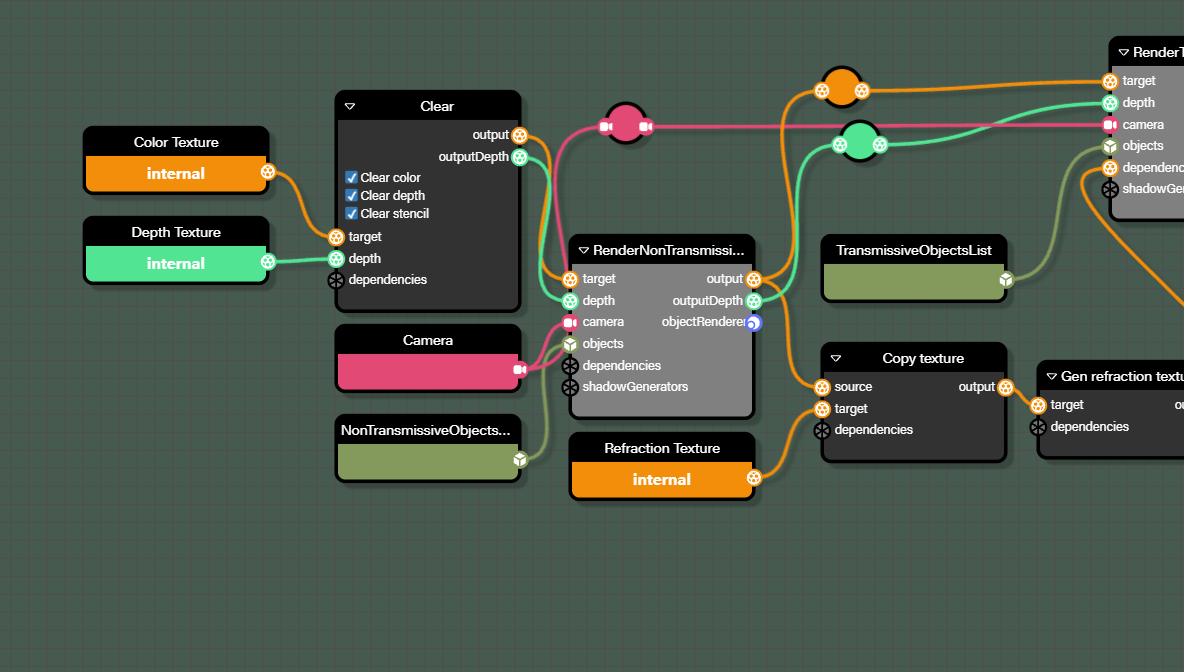 Color Texture
internal
Depth Texture
internal
Clear
output
outputDepth
Clear color
Clear depth
Clear stencil
target
depth
dependencies
Camera
NonTransmissiveObjects...
RenderNonTransmissi...
target
output
depth
outputDepth
camera
objectRenderer
objects
dependencies
shadowGenerators
Refraction Texture
internal
TransmissiveObjectsList
Copy texture
source
output
target
dependencies
RenderT
target
depth
camera
objects
dependenc
shadowGen
Gen refraction textu
target
ou
dependencies